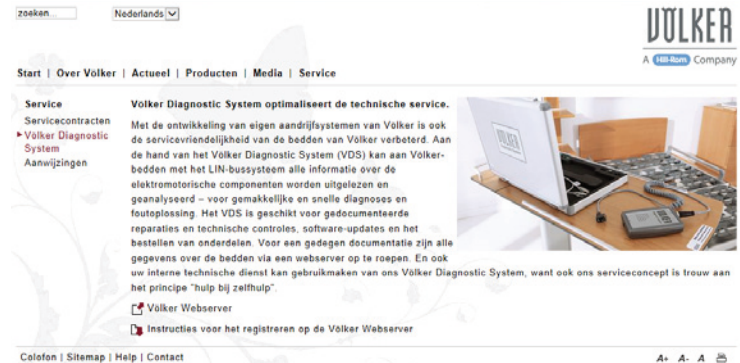 zoeken...
Nederlands
VÖLKER
A Hill-Rom Company
Start | Over Völker | Actueel | Producten | Media | Service
Service
Servicecontracten
Völker Diagnostic
System
Aanwijzingen
Völker Diagnostic System optimaliseert de technische service.
Met de ontwikkeling van eigen aandrijfsystemen van Völker is ook
de servicevriendelijkheid van de bedden van Völker verbeterd. Aan
de hand van het Völker Diagnostic System (VDS) kan aan Völker-
bedden met het LIN-bussysteem alle informatie over de
elektromotorische componenten worden uitgelezen en
geanalyseerd – voor gemakkelijke en snelle diagnoses en
foutoplossing. Het VDS is geschikt voor gedocumenteerde
reparaties en technische controles, software-updates en het
bestellen van onderdelen. Voor een gedegen documentatie zijn alle
gegevens over de bedden via een webserver op te roepen. En ook
uw interne technische dienst kan gebruikmaken van ons Völker Diagnostic System, want ook ons serviceconcept is trouw aan
het principe "hulp bij zelfhulp".
Völker Webserver
Instructies voor het registreren op de Völker Webserver
Colofon | Sitemap | Help | Contact
A+ A- A